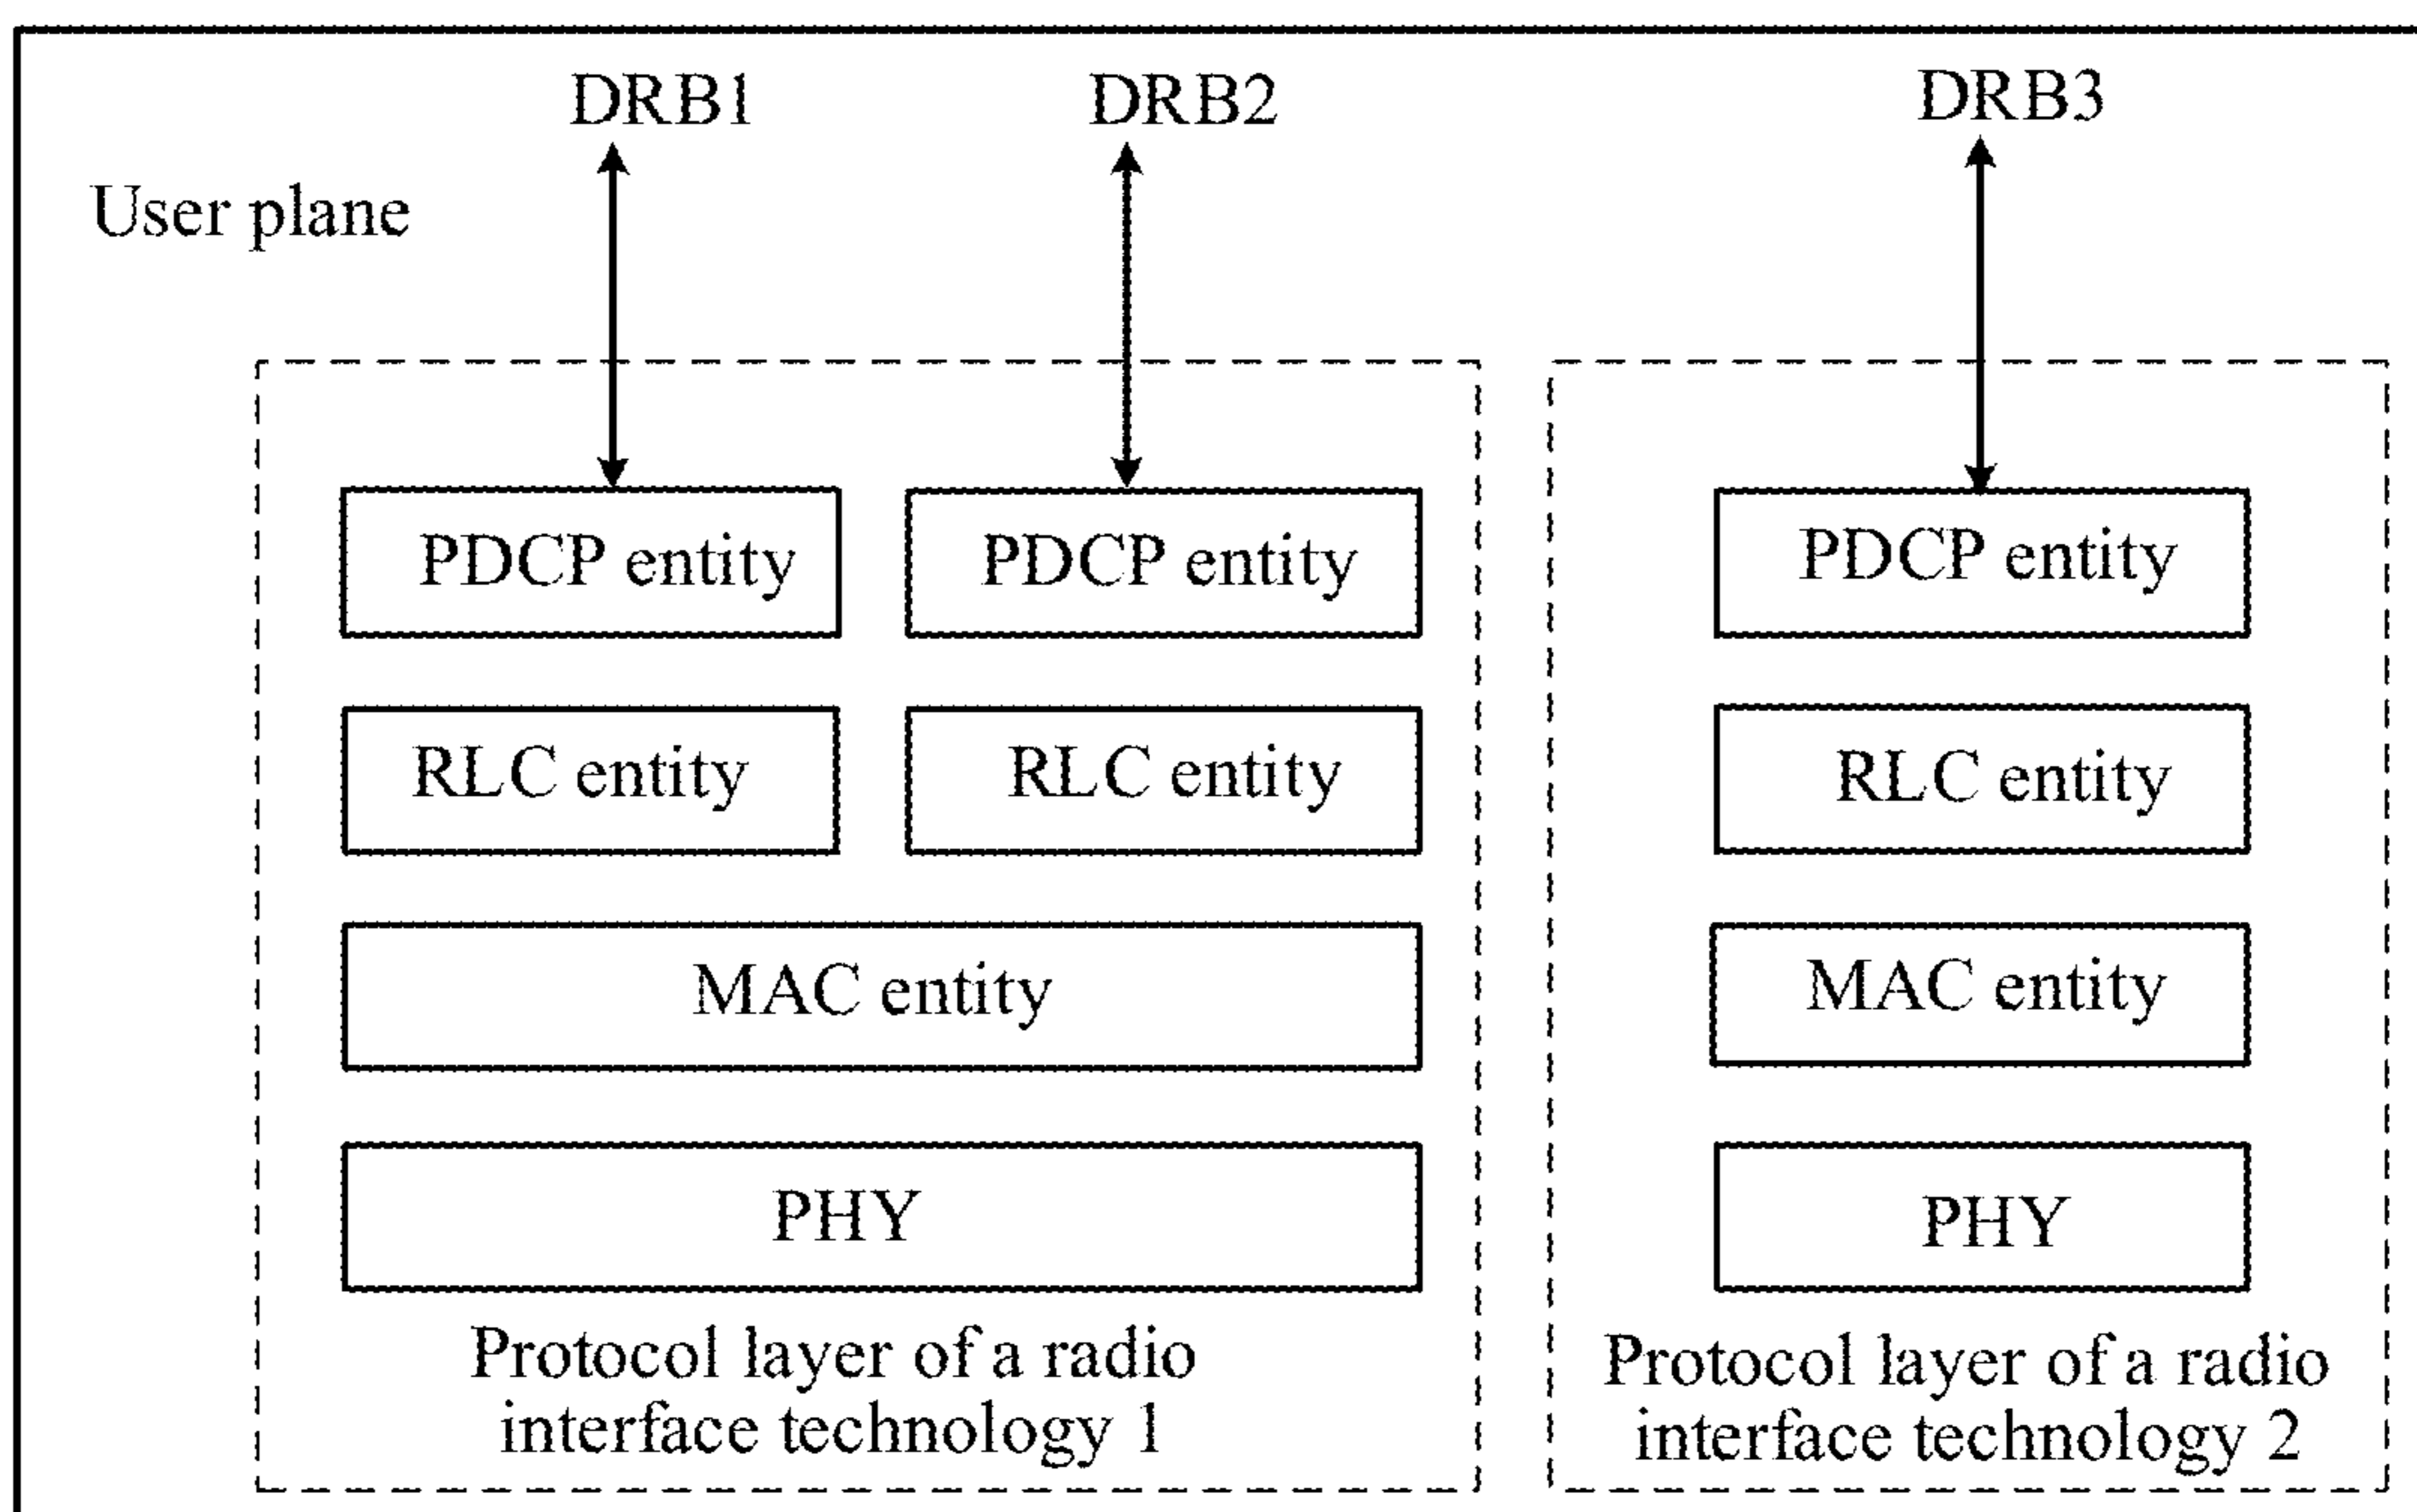 DRB1 DRB2 DRB3
User plane
PDCP entity PDCP entity PDCP entity
RLC entity RLC entity RLC entity
MAC entity MAC entity
PHY PHY
Protocol layer of a radio
interface technology 1
Protocol layer of a radio
interface technology 2